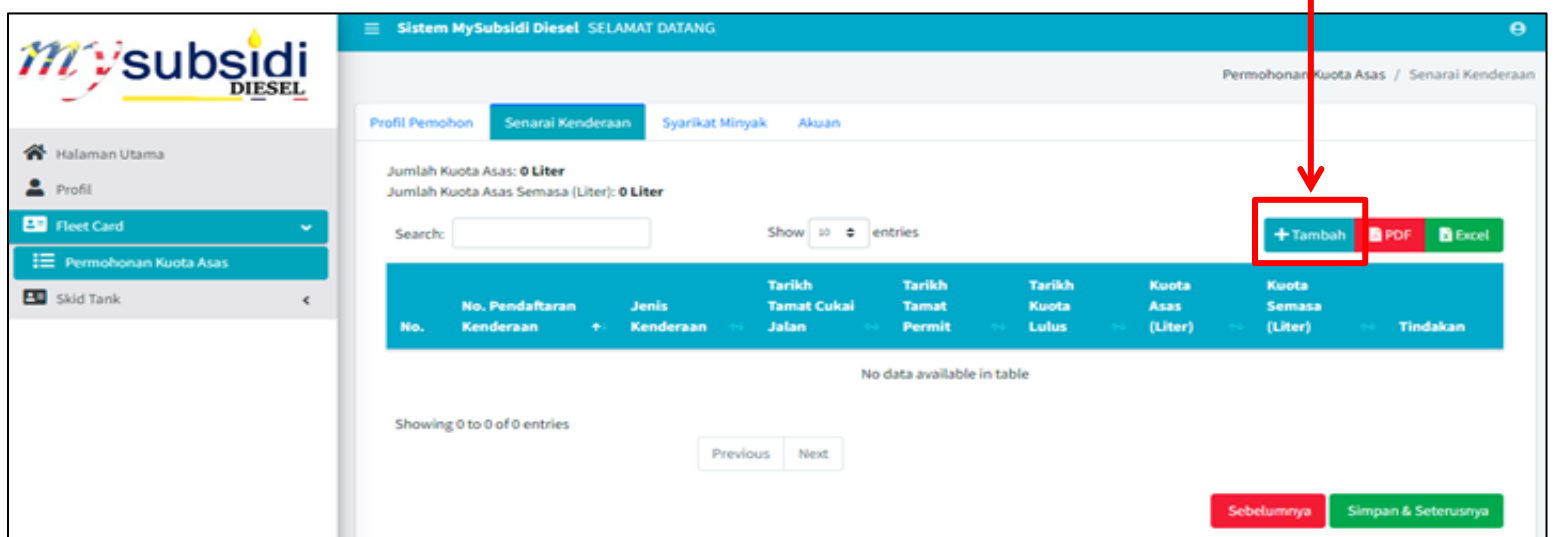 Mysubsidi
DIESEL
Sistem MySubsidi Diesel SELAMAT DATANG
Permohonan Kuota Asas / Senarai Kenderaan
Halaman Utama
Profil
Fleet Card
Permohonan Kuota Asas
Skid Tank
Profil Pemohon Senarai Kenderaan Syarikat Minyak Akuan
Jumlah Kuota Asas: 0 Liter
Jumlah Kuota Asas Semasa (Liter): 0 Liter
Search: Show 10 entries
+Tambah PDF Excel
No. No. Pendaftaran Kenderaan Jenis Kenderaan Tarikh Tamat Cukai Jalan Tarikh Tamat Permit Tarikh Kuota Lulus Kuota Asas (Liter) Kuota Semasa (Liter) Tindakan
No data available in table
Showing 0 to 0 of 0 entries
Previous Next
Sebelumnya Simpan & Seterusnya